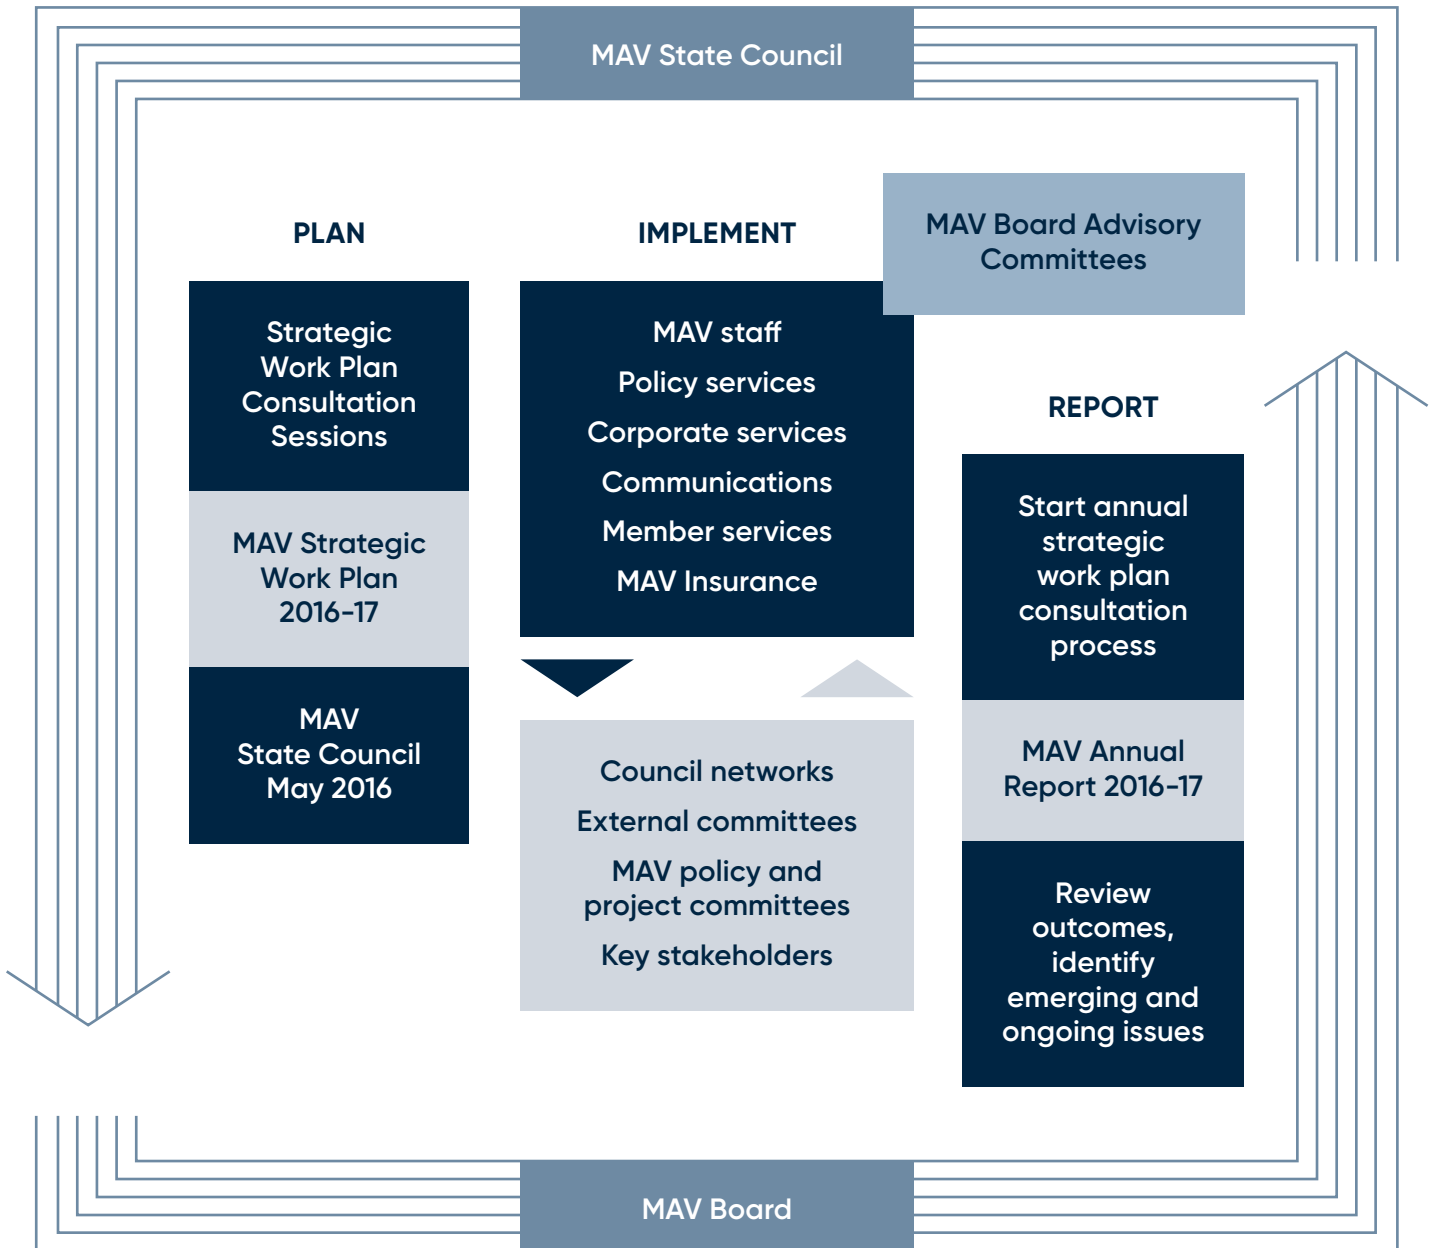 MAV State Council
PLAN
Strategic
Work Plan
Consultation
Sessions
MAV Strategic
Work Plan
2016-17
MAV
State Council
May 2016
IMPLEMENT
MAV staff
Policy services
Corporate services
Communications
Member services
MAV Insurance
Council networks
External committees
MAV policy and
project committees
Key stakeholders
MAV Board Advisory
Committees
REPORT
Start annual
strategic
work plan
consultation
process
MAV Annual
Report 2016-17
Review
outcomes,
identify
emerging and
ongoing issues
MAV Board